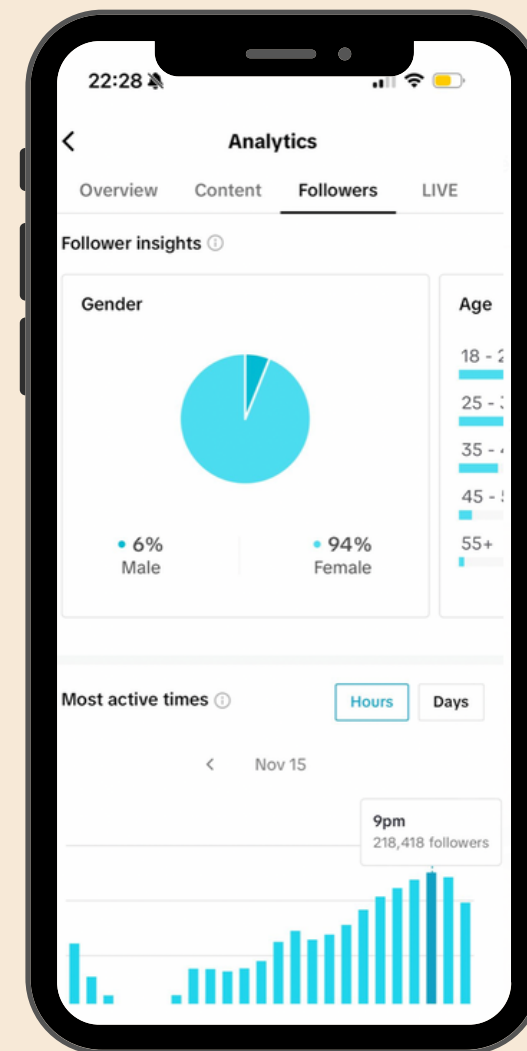 22:28
Analytics
Overview Content Followers LIVE
Follower insights
Gender
6%
Male
94%
Female
Age
18 -
25 -
35 -
45 -
55+
Most active times
Hours Days
Nov 15
9pm
218,418 followers